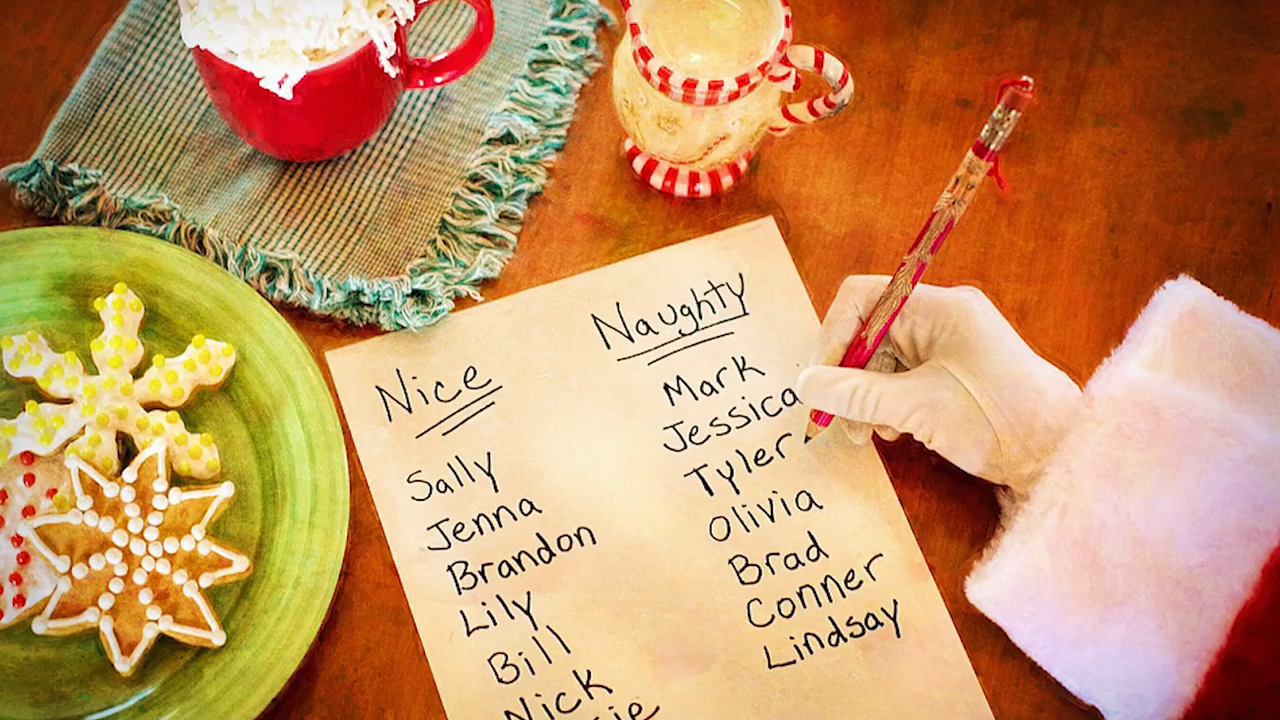 Nice
Sally
Jenna
Brandon
Lily
Bill
Nick
Naughty
Mark
Jessica
Tyler
Olivia
Brad
Conner
Lindsay